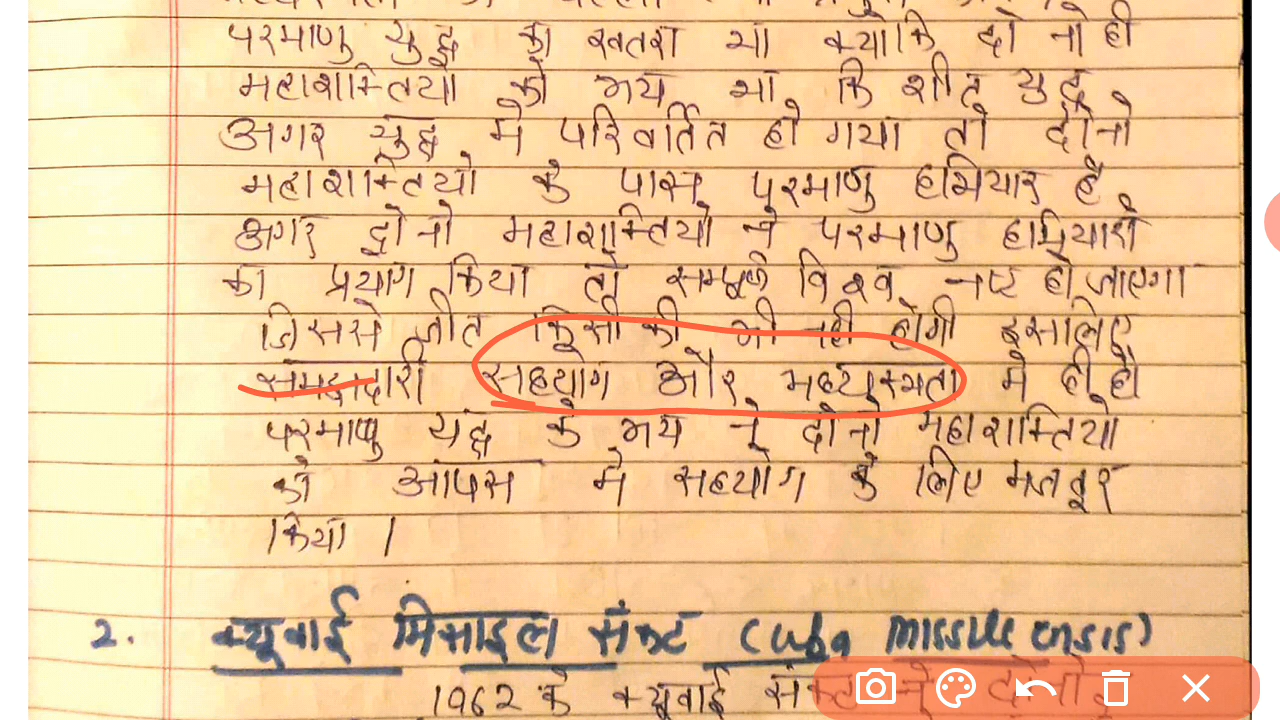 परमाणु युद्ध का खतरा था क्योकि दोनो ही
महाशक्तियो को भय था कि शीत युद्ध
अगर युद्ध मे परिवर्तित हो गया तो दोनो
महाशक्तियो के पास परमाणु हथियार है
अगर दोनो महाशक्तियो ने परमाणु हथियारो
का प्रयोग किया तो सम्पूर्ण विश्व नष्ट हो जाएगा
जिससे जीत किसी की भी नही होगी इसलिए
समझदारी सहयोग और मध्यस्थता मे ही है
परमाणु युद्ध के भय ने दोनो महाशक्तियो
को आपस मे सहयोग के लिए मजबूर
किया ।
2. क्यूबाई मिसाइल संकट (Cuba missile crisis)
1962 के क्यूबाई संकट ने दोनो